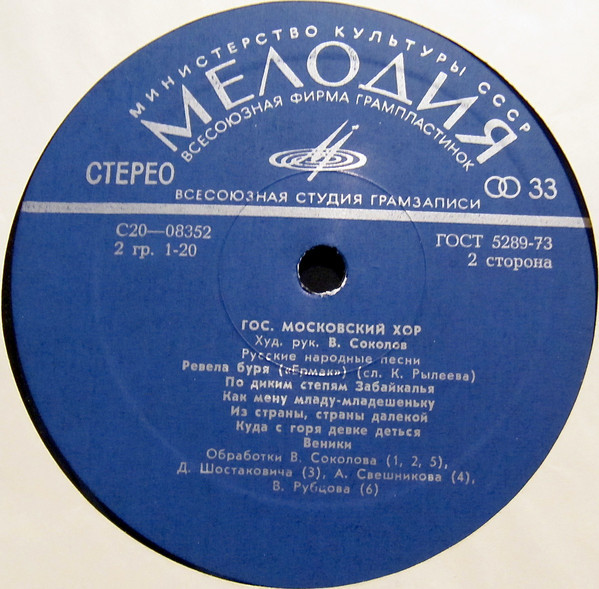 МИНИСТЕРСТВО КУЛЬТУРЫ СССР
МЕЛОДИЯ
ВСЕСОЮЗНАЯ ФИРМА ГРАМПЛАСТИНОК
СТЕРЕО
33
ВСЕСОЮЗНАЯ СТУДИЯ ГРАМЗАПИСИ
С20—08352
ГОСТ 5289-73
2 гр. 1-20
2 сторона
ГОС. МОСКОВСКИЙ ХОР
Худ. рук. В. Соколов
Русские народные песни
Ревела буря («Ермак») (сл. К. Рылеева)
По диким степям Забайкалья
Как мену младу-младешеньку
Из страны, страны далекой
Куда с горя девке деться
Веники
Обработки В. Соколова (1, 2, 5),
Д. Шостаковича (3), А. Свешникова (4),
В. Рубцова (6)